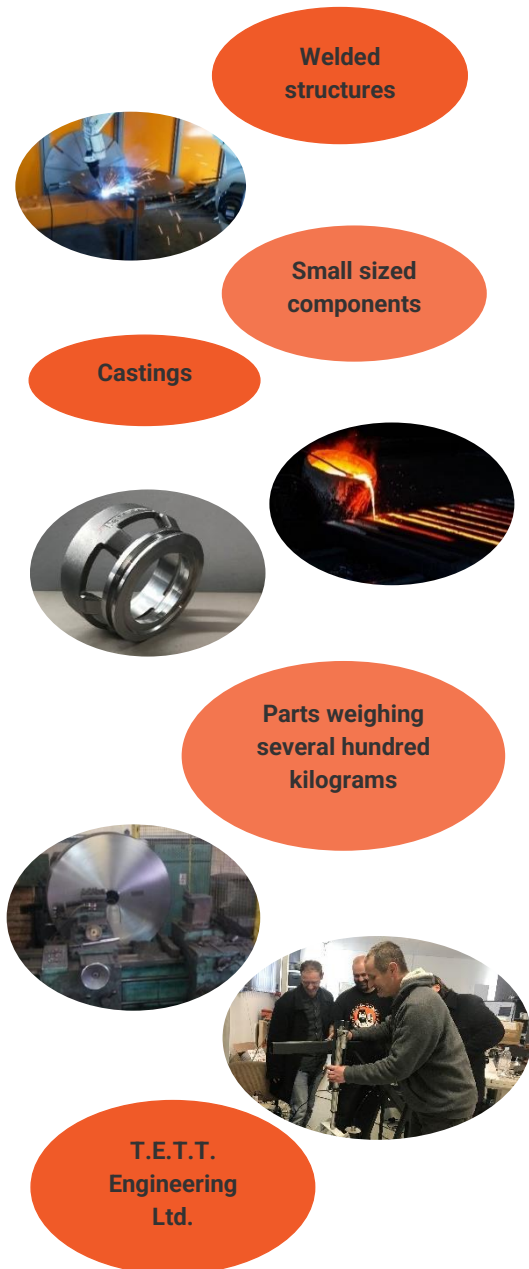 Welded
structures
Small sized
components
Castings
Parts weighing
several hundred
kilograms
T.E.T.T.
Engineering
Ltd.